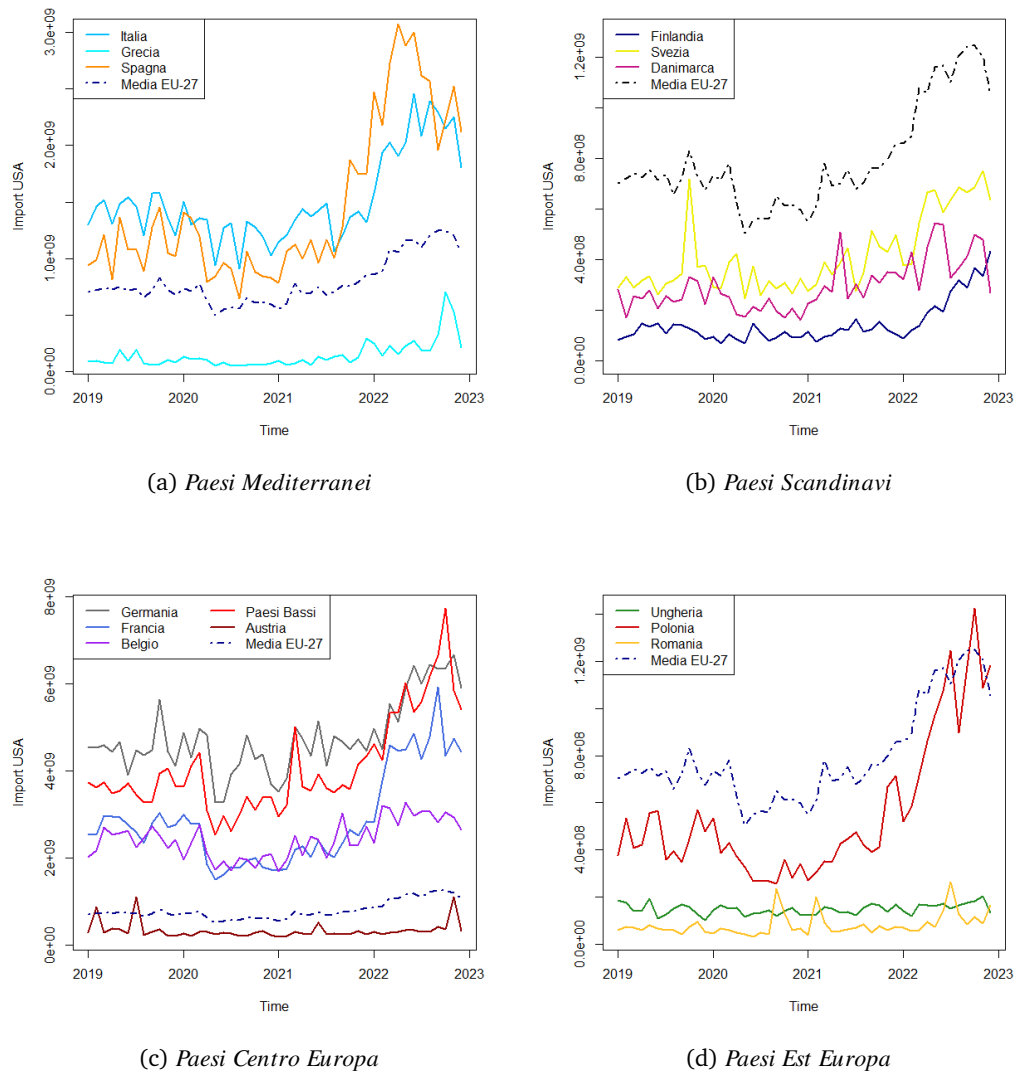 Italia
Grecia
Spagna
Media EU-27
Import USA
0.0e+00 1.0e+09 2.0e+09 3.0e+09
2019 2020 2021 2022 2023
Time
(a) Paesi Mediterranei
Finlandia
Svezia
Danimarca
Media EU-27
Import USA
0.0e+00 4.0e+08 8.0e+08 1.2e+09
2019 2020 2021 2022 2023
Time
(b) Paesi Scandinavi
Germania Paesi Bassi
Francia Austria
Belgio Media EU-27
Import USA
0e+00 2e+09 4e+09 6e+09 8e+09
2019 2020 2021 2022 2023
Time
(c) Paesi Centro Europa
Ungheria
Polonia
Romania
Media EU-27
Import USA
0.0e+00 4.0e+08 8.0e+08 1.2e+09
2019 2020 2021 2022 2023
Time
(d) Paesi Est Europa